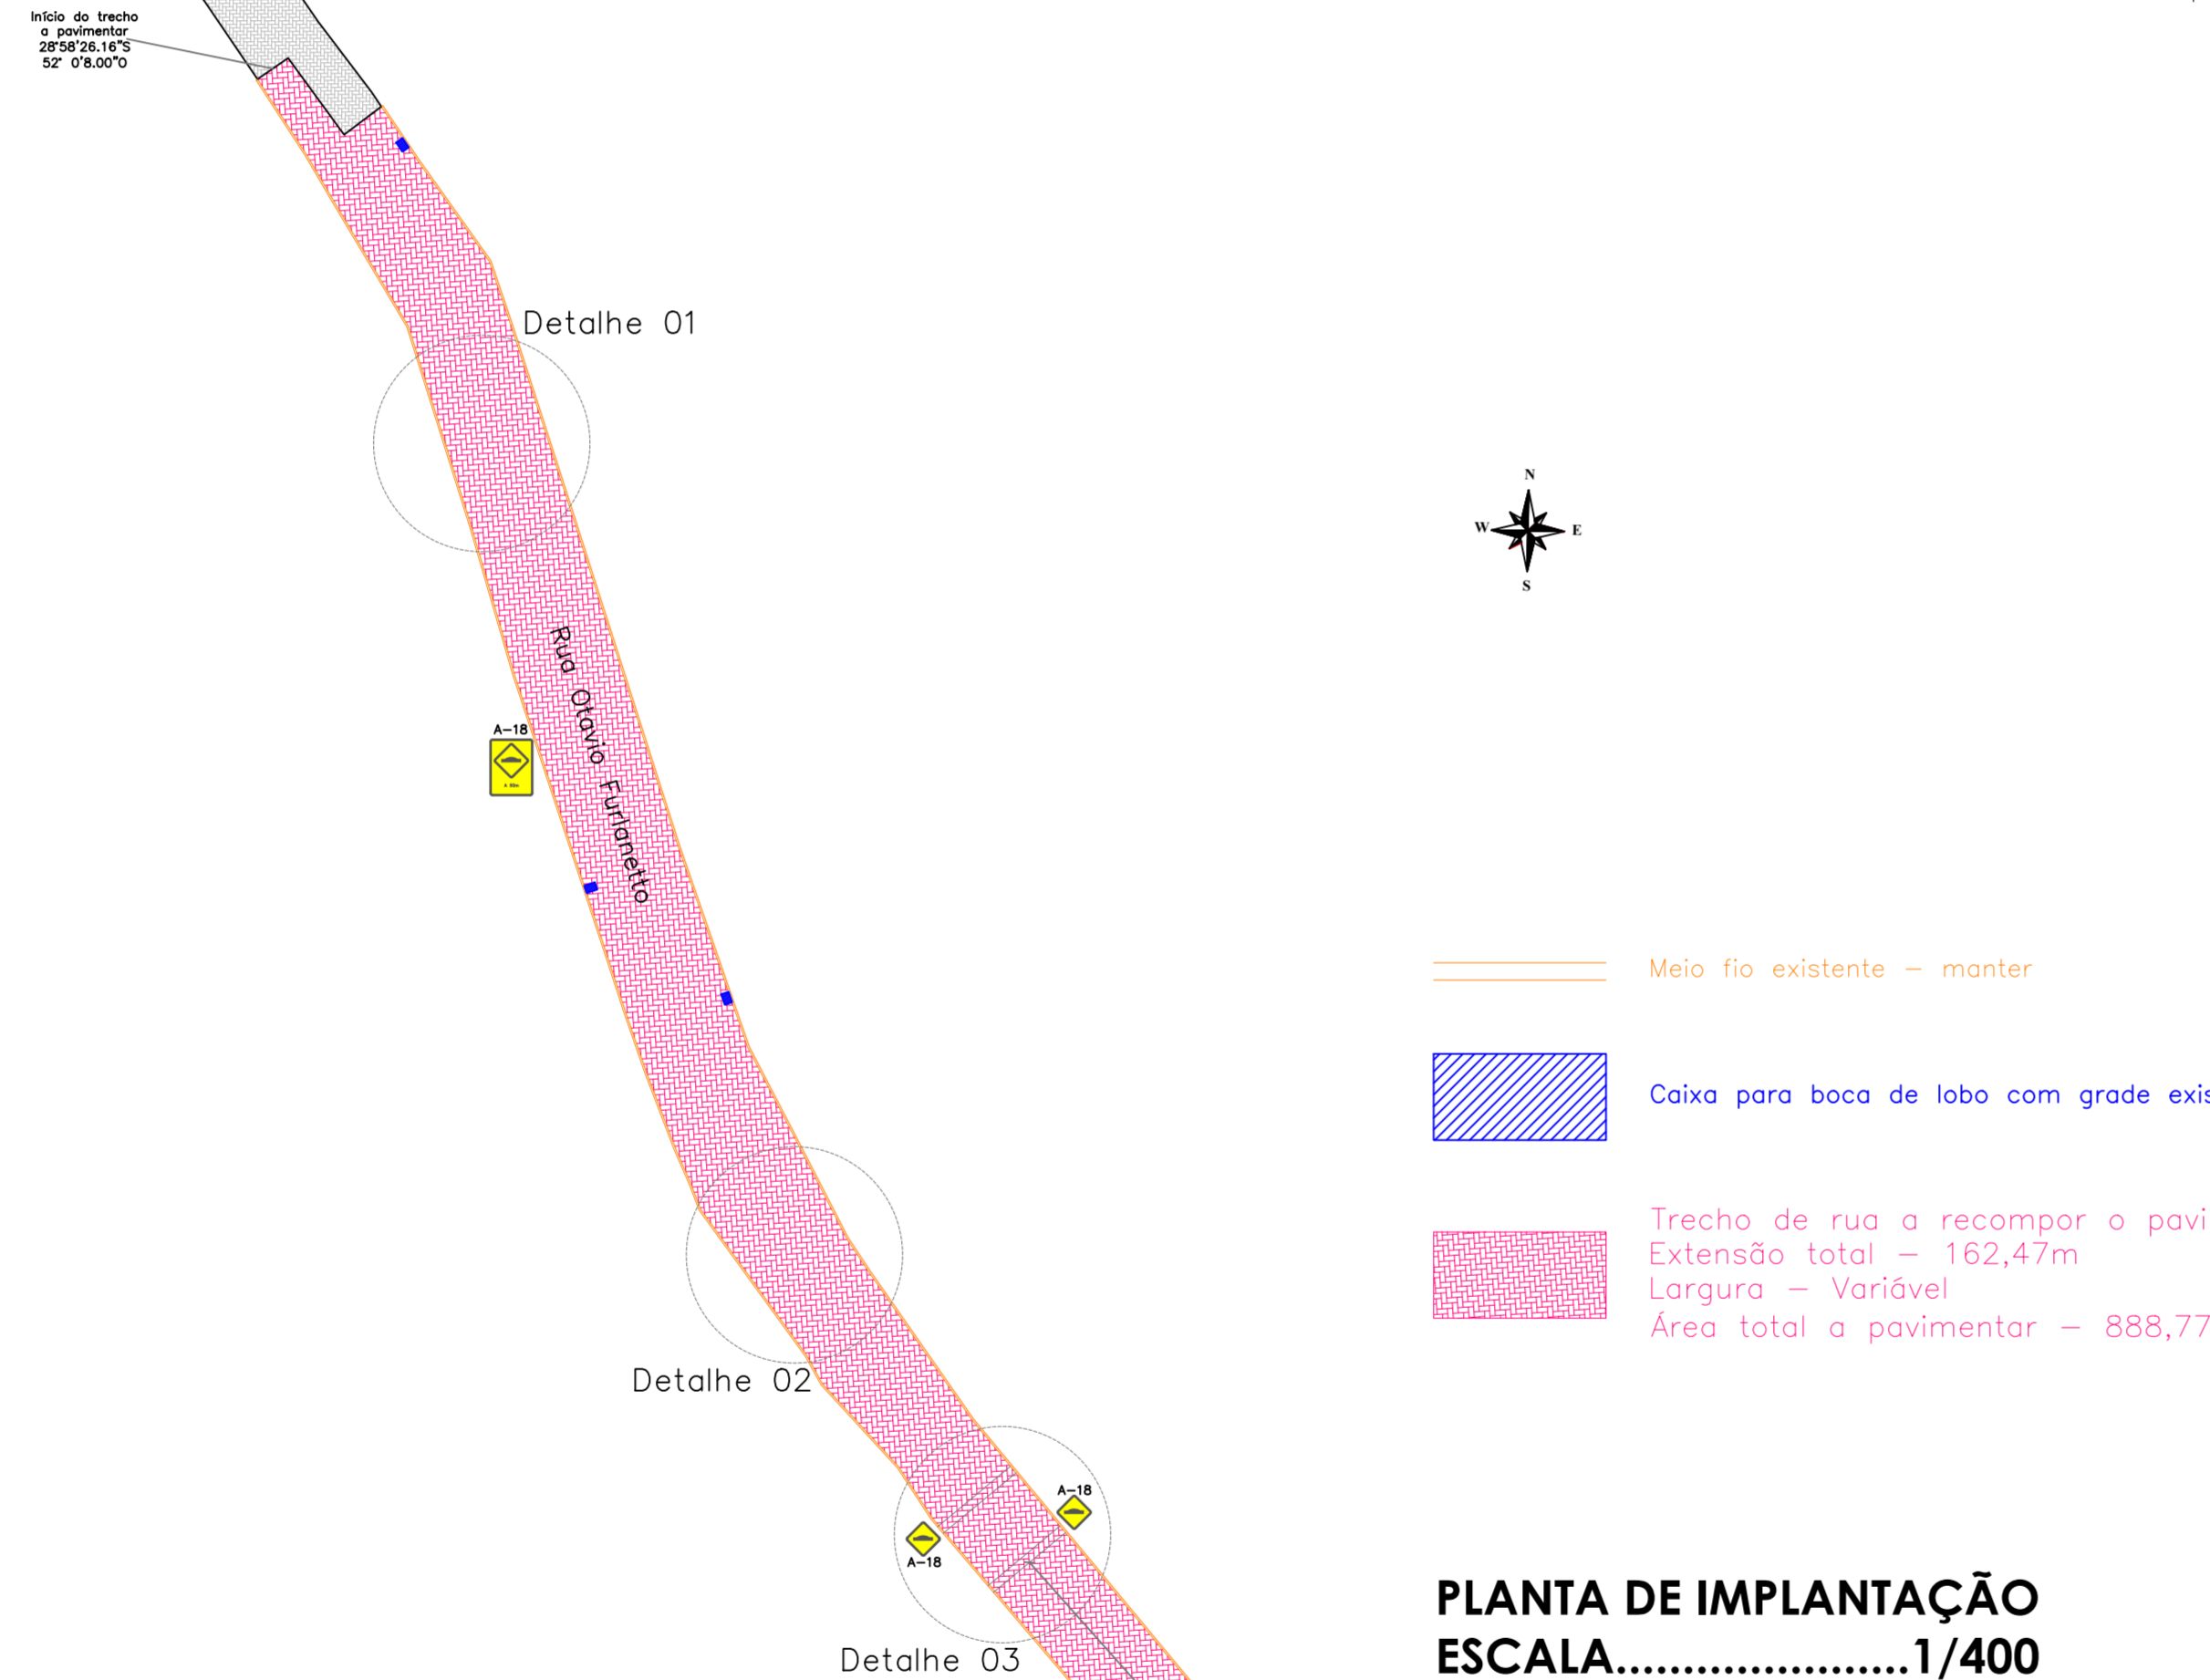 Início do trecho
a pavimentar
28°58'26.16"S
52° 0'8.00"O
Detalhe 01
N
W
E
S
Rua Otavio Furlanetto
A-18
Meio fio existente - manter
Caixa para boca de lobo com grade
Trecho de rua a recompor o
Extensão total - 162,47m
Largura - Variável
Área total a pavimentar - 888,77
Detalhe 02
A-18
A-18
Detalhe 03
PLANTA DE IMPLANTAÇÃO
ESCALA......................1/400